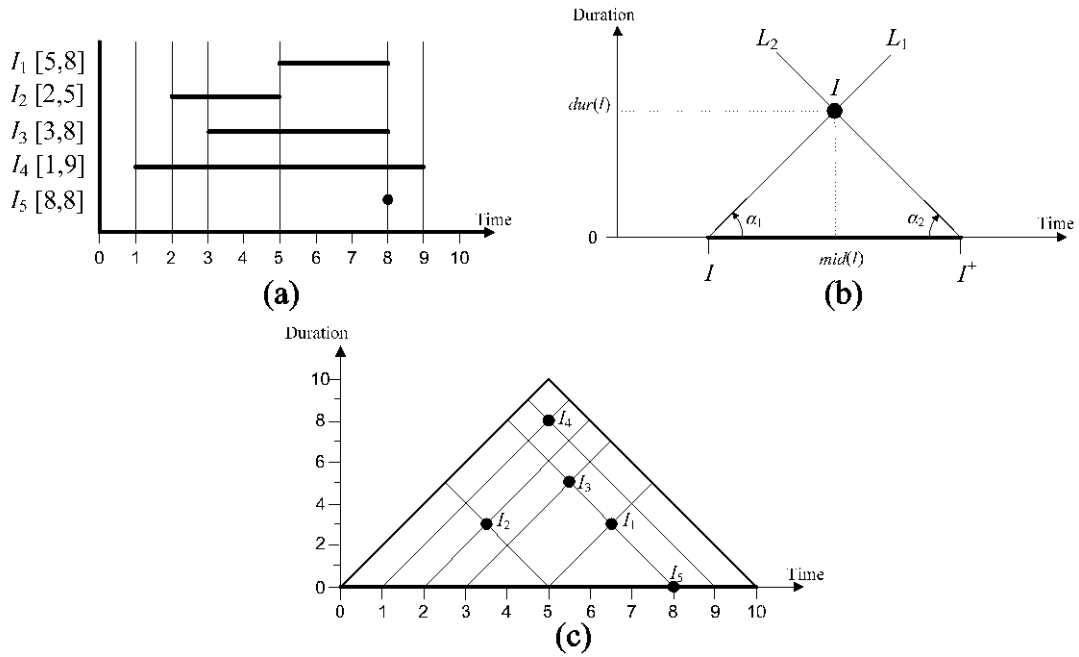 I1 [5,8]
I2 [2,5]
I3 [3,8]
I4 [1,9]
I5 [8,8]
Time
0 1 2 3 4 5 6 7 8 9 10
(a)
Duration
L2 L1
I
dur(I)
α1 α2
Time
0
I mid(I) I+
(b)
Duration
10
8
6
4
2
0
I4
I3
I2
I1
I5
Time
0 1 2 3 4 5 6 7 8 9 10
(c)